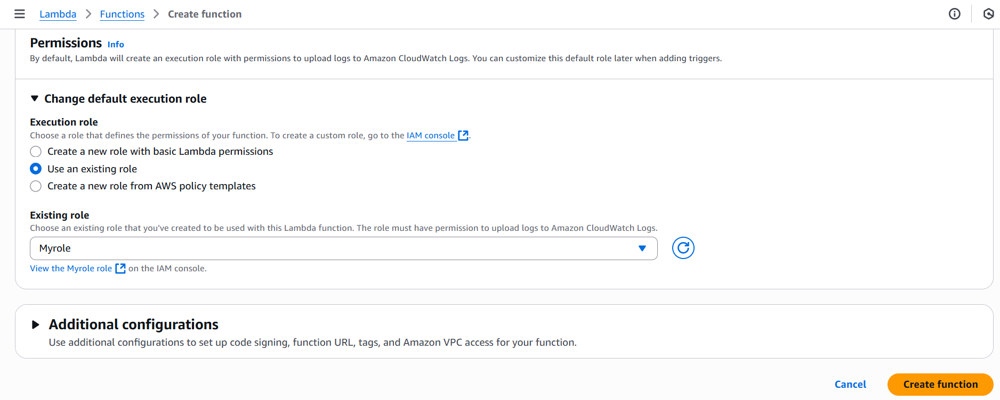 Lambda > Functions > Create function
Permissions Info
By default, Lambda will create an execution role with permissions to upload logs to Amazon CloudWatch Logs. You can customize this default role later when adding triggers.
Change default execution role
Execution role
Choose a role that defines the permissions of your function. To create a custom role, go to the IAM console.
Create a new role with basic Lambda permissions
Use an existing role
Create a new role from AWS policy templates
Existing role
Choose an existing role that you've created to be used with this Lambda function. The role must have permission to upload logs to Amazon CloudWatch Logs.
Myrole
View the Myrole role on the IAM console.
Additional configurations
Use additional configurations to set up code signing, function URL, tags, and Amazon VPC access for your function.
Cancel Create function